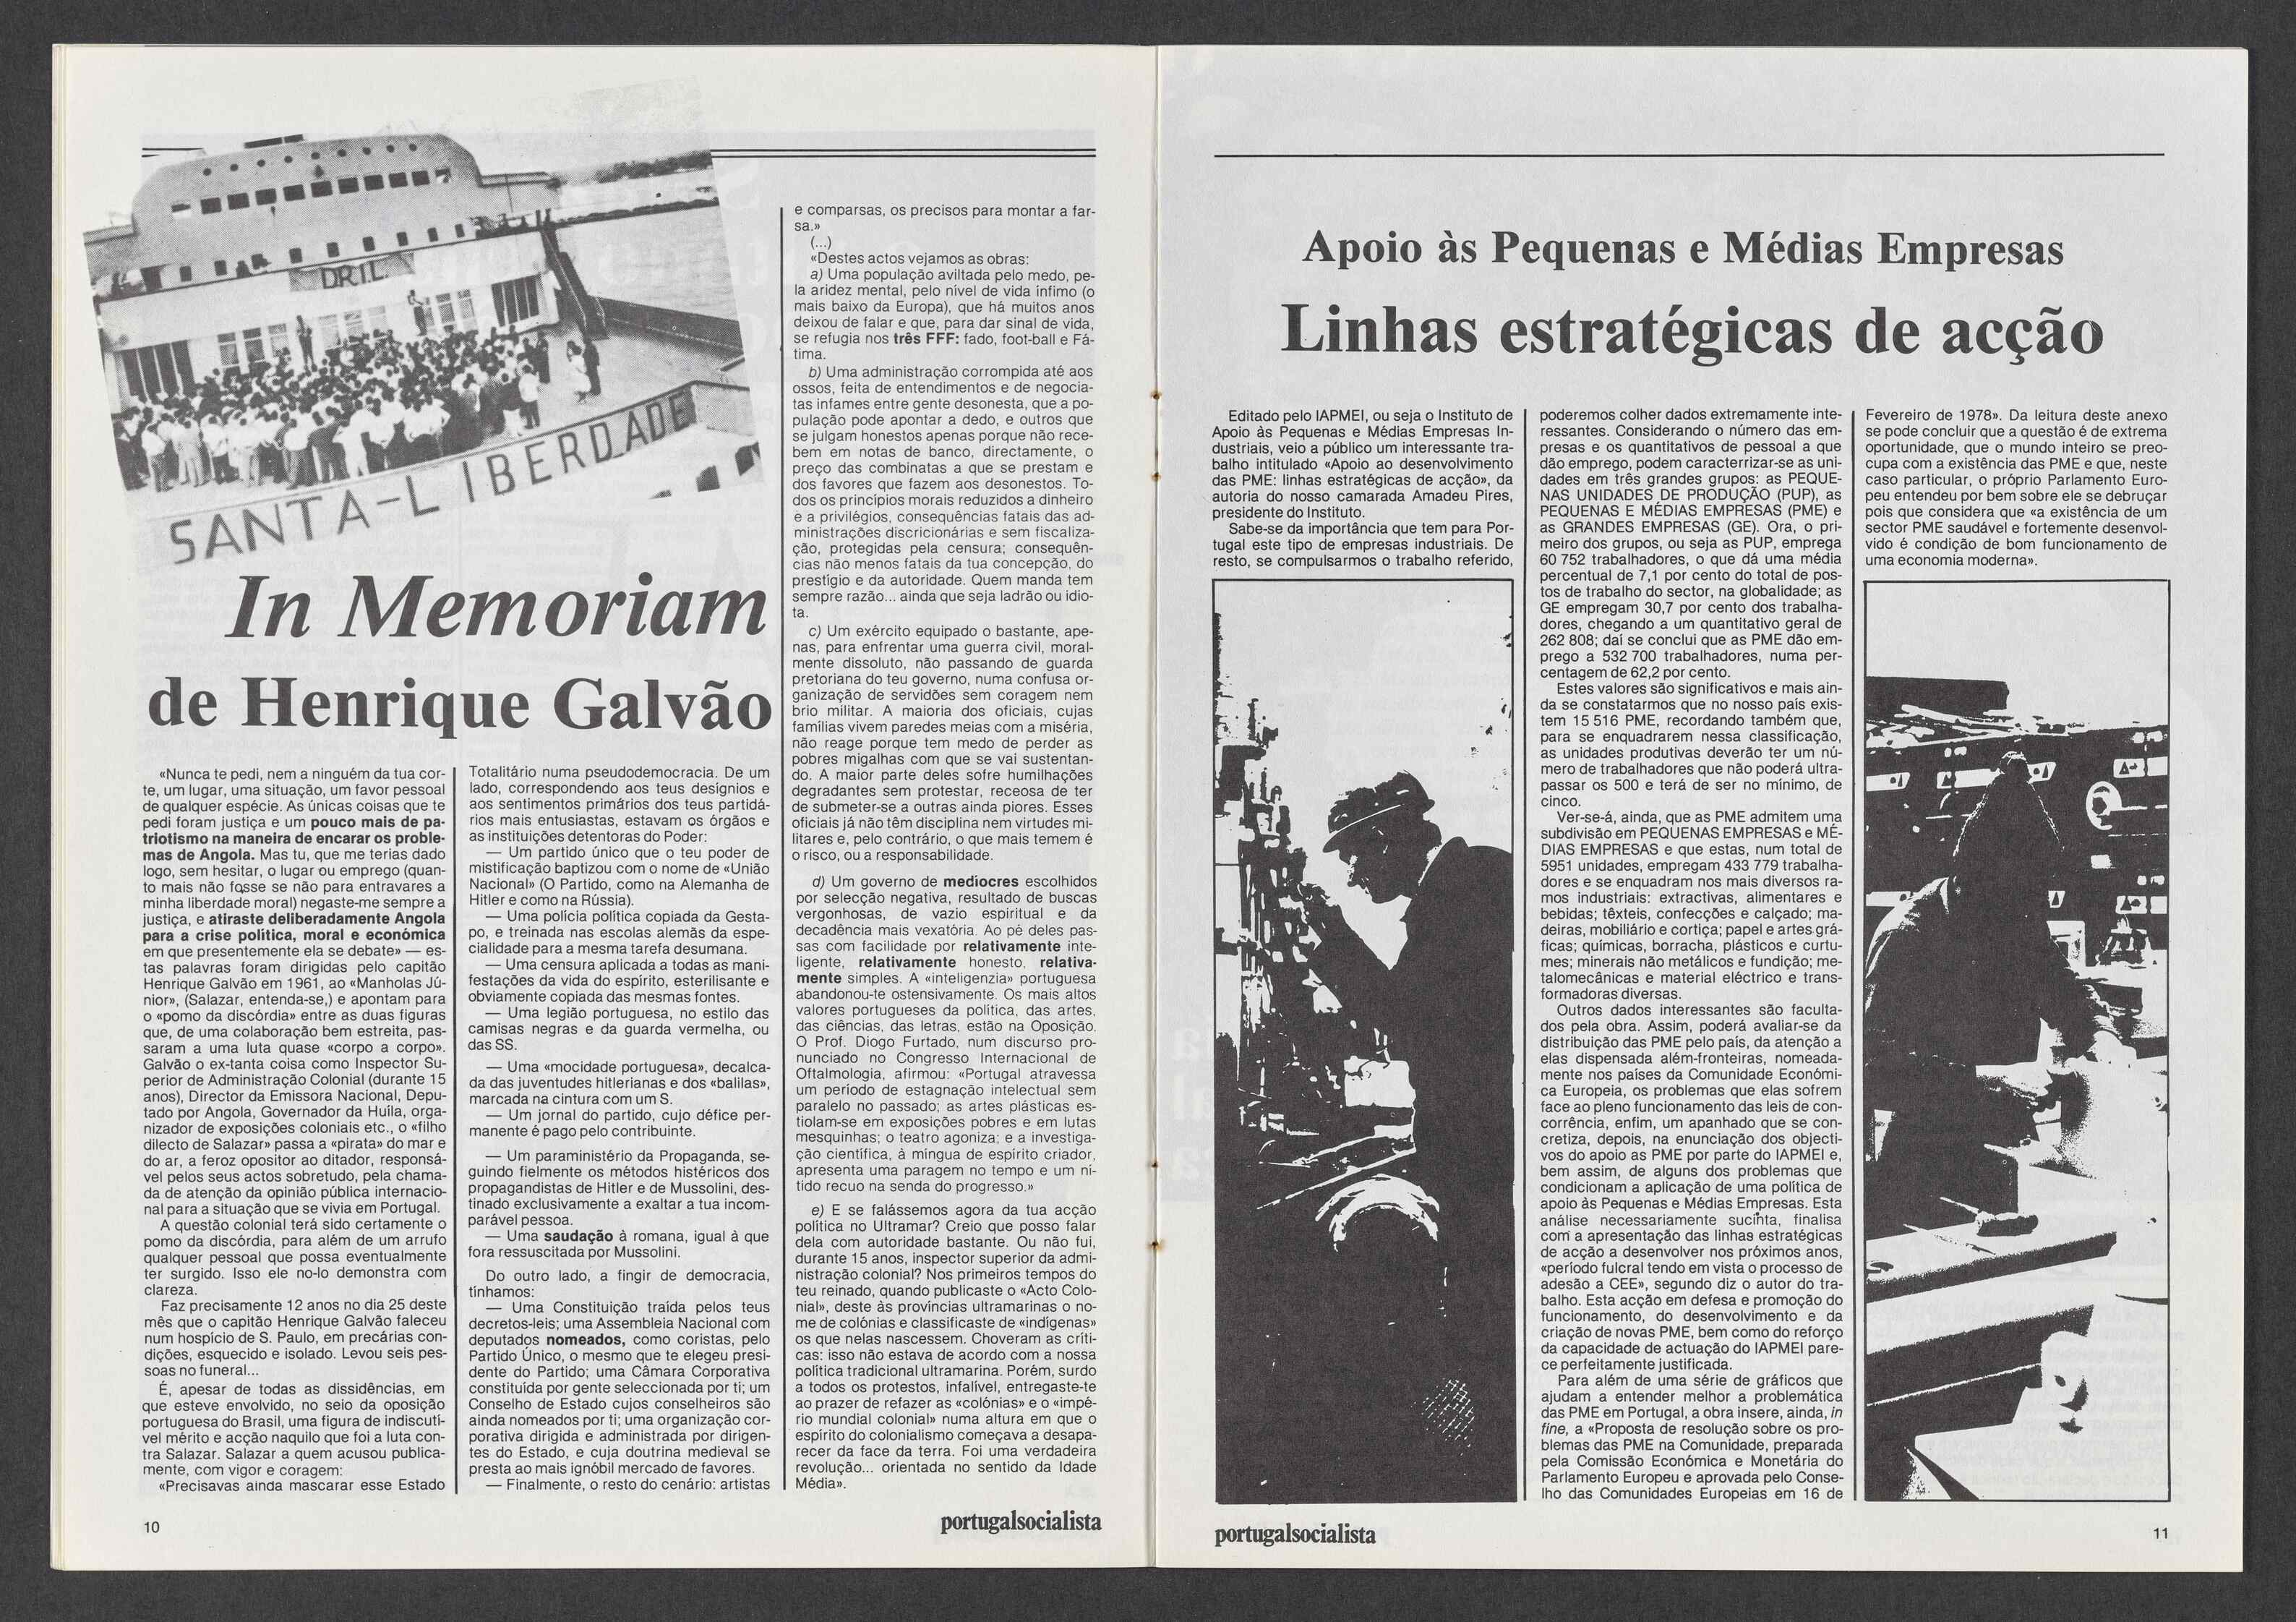 D.R.I.L.
SANTA-LIBERDADE
In Memoriam
de Henrique Galvão
«Nunca te pedi, nem a ninguém da tua cor-
te, um lugar, uma situação, um favor pessoal
de qualquer espécie. As únicas coisas que te
pedi foram justiça e um pouco mais de pa-
triotismo na maneira de encarar os proble-
mas de Angola. Mas tu, que me terias dado
logo, sem hesitar, o lugar ou emprego (quan-
to mais não fosse se não para entravares a
minha liberdade moral) negaste-me sempre a
justiça, e atiraste deliberadamente Angola
para a crise política, moral e económica
em que presentemente ela se debate» — es-
tas palavras foram dirigidas pelo capitão
Henrique Galvão em 1961, ao «Manholas Jú-
nior», (Salazar, entenda-se,) e apontam para
o «pomo da discórdia» entre as duas figuras
que, de uma colaboração bem estreita, pas-
saram a uma luta quase «corpo a corpo».
Galvão o ex-tanta coisa como Inspector Su-
perior de Administração Colonial (durante 15
anos), Director da Emissora Nacional, Depu-
tado por Angola, Governador da Huíla, orga-
nizador de exposições coloniais etc., o «filho
dilecto de Salazar» passa a «pirata» do mar e
do ar, a feroz opositor ao ditador, responsá-
vel pelos seus actos sobretudo, pela chama-
da de atenção da opinião pública internacio-
nal para a situação que se vivia em Portugal.
A questão colonial terá sido certamente o
pomo da discórdia, para além de um arrufo
qualquer pessoal que possa eventualmente
ter surgido. Isso ele no-lo demonstra com
clareza.
Faz precisamente 12 anos no dia 25 deste
mês que o capitão Henrique Galvão faleceu
num hospício de S. Paulo, em precárias con-
dições, esquecido e isolado. Levou seis pes-
soas no funeral...
É, apesar de todas as dissidências, em
que esteve envolvido, no seio da oposição
portuguesa do Brasil, uma figura de indiscutí-
vel mérito e acção naquilo que foi a luta con-
tra Salazar. Salazar a quem acusou publica-
mente, com vigor e coragem:
«Precisavas ainda mascarar esse Estado
Totalitário numa pseudodemocracia. De um
lado, correspondendo aos teus desígnios e
aos sentimentos primários dos teus partidá-
rios mais entusiastas, estavam os órgãos e
as instituições detentoras do Poder:
— Um partido único que o teu poder de
mistificação baptizou com o nome de «União
Nacional» (O Partido, como na Alemanha de
Hitler e como na Rússia).
— Uma polícia política copiada da Gesta-
po, e treinada nas escolas alemãs da espe-
cialidade para a mesma tarefa desumana.
— Uma censura aplicada a todas as mani-
festações da vida do espírito, esterilisante e
obviamente copiada das mesmas fontes.
— Uma legião portuguesa, no estilo das
camisas negras e da guarda vermelha, ou
das SS.
— Uma «mocidade portuguesa», decalca-
da das juventudes hitlerianas e dos «balilas»,
marcada na cintura com um S.
— Um jornal do partido, cujo défice per-
manente é pago pelo contribuinte.
— Um paraministério da Propaganda, se-
guindo fielmente os métodos histéricos dos
propagandistas de Hitler e de Mussolini, des-
tinado exclusivamente a exaltar a tua incom-
parável pessoa.
— Uma saudação à romana, igual à que
fora ressuscitada por Mussolini.
Do outro lado, a fingir de democracia,
tínhamos:
— Uma Constituição traída pelos teus
decretos-leis; uma Assembleia Nacional com
deputados nomeados, como coristas, pelo
Partido Único, o mesmo que te elegeu presi-
dente do Partido; uma Câmara Corporativa
constituída por gente seleccionada por ti; um
Conselho de Estado cujos conselheiros são
ainda nomeados por ti; uma organização cor-
porativa dirigida e administrada por dirigen-
tes do Estado, e cuja doutrina medieval se
presta ao mais ignóbil mercado de favores.
— Finalmente, o resto do cenário: artistas
e comparsas, os precisos para montar a far-
sa.»
(...)
«Destes actos vejamos as obras:
a) Uma população aviltada pelo medo, pe-
la aridez mental, pelo nível de vida ínfimo (o
mais baixo da Europa), que há muitos anos
deixou de falar e que, para dar sinal de vida,
se refugia nos três FFF: fado, foot-ball e Fá-
tima.
b) Uma administração corrompida até aos
ossos, feita de entendimentos e de negocia-
tas infames entre gente desonesta, que a po-
pulação pode apontar a dedo, e outros que
se julgam honestos apenas porque não rece-
bem em notas de banco, directamente, o
preço das combinatas a que se prestam e
dos favores que fazem aos desonestos. To-
dos os princípios morais reduzidos a dinheiro
e a privilégios, consequências fatais das ad-
ministrações discricionárias e sem fiscaliza-
ção, protegidas pela censura; consequên-
cias não menos fatais da tua concepção, do
prestígio e da autoridade. Quem manda tem
sempre razão... ainda que seja ladrão ou idio-
ta.
c) Um exército equipado o bastante, ape-
nas, para enfrentar uma guerra civil, moral-
mente dissoluto, não passando de guarda
pretoriana do teu governo, numa confusa or-
ganização de servidões sem coragem nem
brio militar. A maioria dos oficiais, cujas
famílias vivem paredes meias com a miséria,
não reage porque tem medo de perder as
pobres migalhas com que se vai sustentan-
do. A maior parte deles sofre humilhações
degradantes sem protestar, receosa de ter
de submeter-se a outras ainda piores. Esses
oficiais já não têm disciplina nem virtudes mi-
litares e, pelo contrário, o que mais temem é
o risco, ou a responsabilidade.
d) Um governo de mediocres escolhidos
por selecção negativa, resultado de buscas
vergonhosas, de vazio espiritual e da
decadência mais vexatória. Ao pé deles pas-
sas com facilidade por relativamente inte-
ligente, relativamente honesto, relativa-
mente simples. A «inteligenzia» portuguesa
abandonou-te ostensivamente. Os mais altos
valores portugueses da política, das artes,
das ciências, das letras, estão na Oposição.
O Prof. Diogo Furtado, num discurso pro-
nunciado no Congresso Internacional de
Oftalmologia, afirmou: «Portugal atravessa
um período de estagnação intelectual sem
paralelo no passado; as artes plásticas es-
tiolam-se em exposições pobres e em lutas
mesquinhas; o teatro agoniza; e a investiga-
ção científica, à míngua de espírito criador,
apresenta uma paragem no tempo e um ní-
tido recuo na senda do progresso.»
e) E se falássemos agora da tua acção
política no Ultramar? Creio que posso falar
dela com autoridade bastante. Ou não fui,
durante 15 anos, inspector superior da admi-
nistração colonial? Nos primeiros tempos do
teu reinado, quando publicaste o «Acto Colo-
nial», deste às províncias ultramarinas o no-
me de colónias e classificaste de «indígenas»
os que nelas nascessem. Choveram as críti-
cas: isso não estava de acordo com a nossa
política tradicional ultramarina. Porém, surdo
a todos os protestos, infalível, entregaste-te
ao prazer de refazer as «colónias» e o «impé-
rio mundial colonial» numa altura em que o
espírito do colonialismo começava a desapa-
recer da face da terra. Foi uma verdadeira
revolução... orientada no sentido da Idade
Média».
10
portugalsocialista
Apoio às Pequenas e Médias Empresas
Linhas estratégicas de acção
Editado pelo IAPMEI, ou seja o Instituto de
Apoio às Pequenas e Médias Empresas In-
dustriais, veio a público um interessante tra-
balho intitulado «Apoio ao desenvolvimento
das PME: linhas estratégicas de acção», da
autoria do nosso camarada Amadeu Pires,
presidente do Instituto.
Sabe-se da importância que tem para Por-
tugal este tipo de empresas industriais. De
resto, se compulsarmos o trabalho referido,
poderemos colher dados extremamente inte-
ressantes. Considerando o número das em-
presas e os quantitativos de pessoal a que
dão emprego, podem caracterrizar-se as uni-
dades em três grandes grupos: as PEQUE-
NAS UNIDADES DE PRODUÇÃO (PUP), as
PEQUENAS E MÉDIAS EMPRESAS (PME) e
as GRANDES EMPRESAS (GE). Ora, o pri-
meiro dos grupos, ou seja as PUP, emprega
60 752 trabalhadores, o que dá uma média
percentual de 7,1 por cento do total de pos-
tos de trabalho do sector, na globalidade; as
GE empregam 30,7 por cento dos trabalha-
dores, chegando a um quantitativo geral de
262 808; daí se conclui que as PME dão em-
prego a 532 700 trabalhadores, numa per-
centagem de 62,2 por cento.
Estes valores são significativos e mais ain-
da se constatarmos que no nosso país exis-
tem 15 516 PME, recordando também que,
para se enquadrarem nessa classificação,
as unidades produtivas deverão ter um nú-
mero de trabalhadores que não poderá ultra-
passar os 500 e terá de ser no mínimo, de
cinco.
Ver-se-á, ainda, que as PME admitem uma
subdivisão em PEQUENAS EMPRESAS e MÉ-
DIAS EMPRESAS e que estas, num total de
5951 unidades, empregam 433 779 trabalha-
dores e se enquadram nos mais diversos ra-
mos industriais: extractivas, alimentares e
bebidas; têxteis, confecções e calçado; ma-
deiras, mobiliário e cortiça; papel e artes grá-
ficas; químicas, borracha, plásticos e curtu-
mes; minerais não metálicos e fundição; me-
talomecânicas e material eléctrico e trans-
formadoras diversas.
Outros dados interessantes são faculta-
dos pela obra. Assim, poderá avaliar-se da
distribuição das PME pelo país, da atenção a
elas dispensada além-fronteiras, nomeada-
mente nos países da Comunidade Económi-
ca Europeia, os problemas que elas sofrem
face ao pleno funcionamento das leis de con-
corrência, enfim, um apanhado que se con-
cretiza, depois, na enunciação dos objecti-
vos do apoio as PME por parte do IAPMEI e,
bem assim, de alguns dos problemas que
condicionam a aplicação de uma política de
apoio às Pequenas e Médias Empresas. Esta
análise necessariamente sucinta, finalisa
com a apresentação das linhas estratégicas
de acção a desenvolver nos próximos anos,
«período fulcral tendo em vista o processo de
adesão a CEE», segundo diz o autor do tra-
balho. Esta acção em defesa e promoção do
funcionamento, do desenvolvimento e da
criação de novas PME, bem como do reforço
da capacidade de actuação do IAPMEI pare-
ce perfeitamente justificada.
Para além de uma série de gráficos que
ajudam a entender melhor a problemática
das PME em Portugal, a obra insere, ainda, in
fine, a «Proposta de resolução sobre os pro-
blemas das PME na Comunidade, preparada
pela Comissão Económica e Monetária do
Parlamento Europeu e aprovada pelo Conse-
lho das Comunidades Europeias em 16 de
Fevereiro de 1978». Da leitura deste anexo
se pode concluir que a questão é de extrema
oportunidade, que o mundo inteiro se preo-
cupa com a existência das PME e que, neste
caso particular, o próprio Parlamento Euro-
peu entendeu por bem sobre ele se debruçar
pois que considera que «a existência de um
sector PME saudável e fortemente desenvol-
vido é condição de bom funcionamento de
uma economia moderna».
portugalsocialista
11